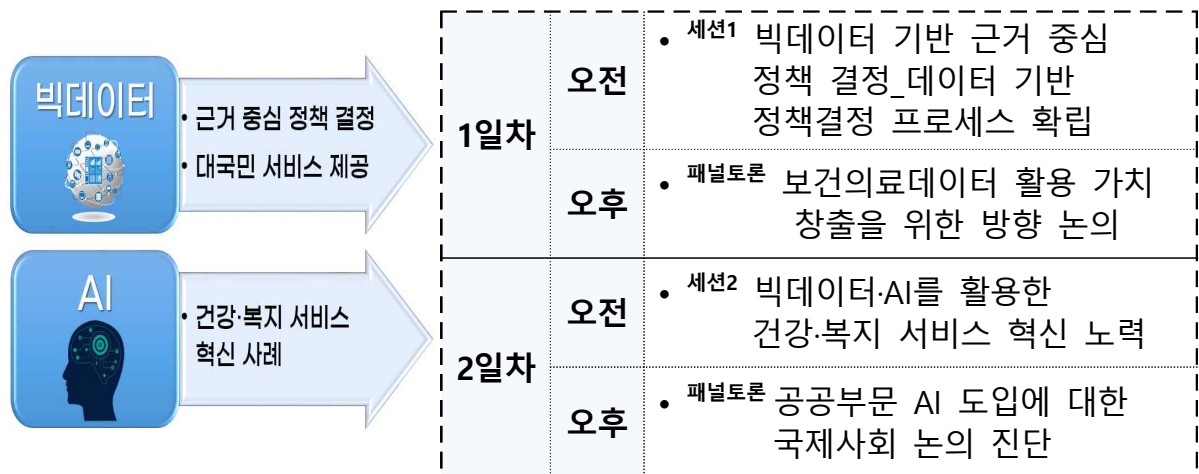 빅데이터
• 근거 중심 정책 결정
• 대국민 서비스 제공
AI
• 건강·복지 서비스
혁신 사례
1일차
오전
• 세션1 빅데이터 기반 근거 중심
정책 결정_데이터 기반
정책결정 프로세스 확립
오후
• 패널토론 보건의료데이터 활용 가치
창출을 위한 방향 논의
2일차
오전
• 세션2 빅데이터·AI를 활용한
건강·복지 서비스 혁신 노력
오후
• 패널토론 공공부문 AI 도입에 대한
국제사회 논의 진단